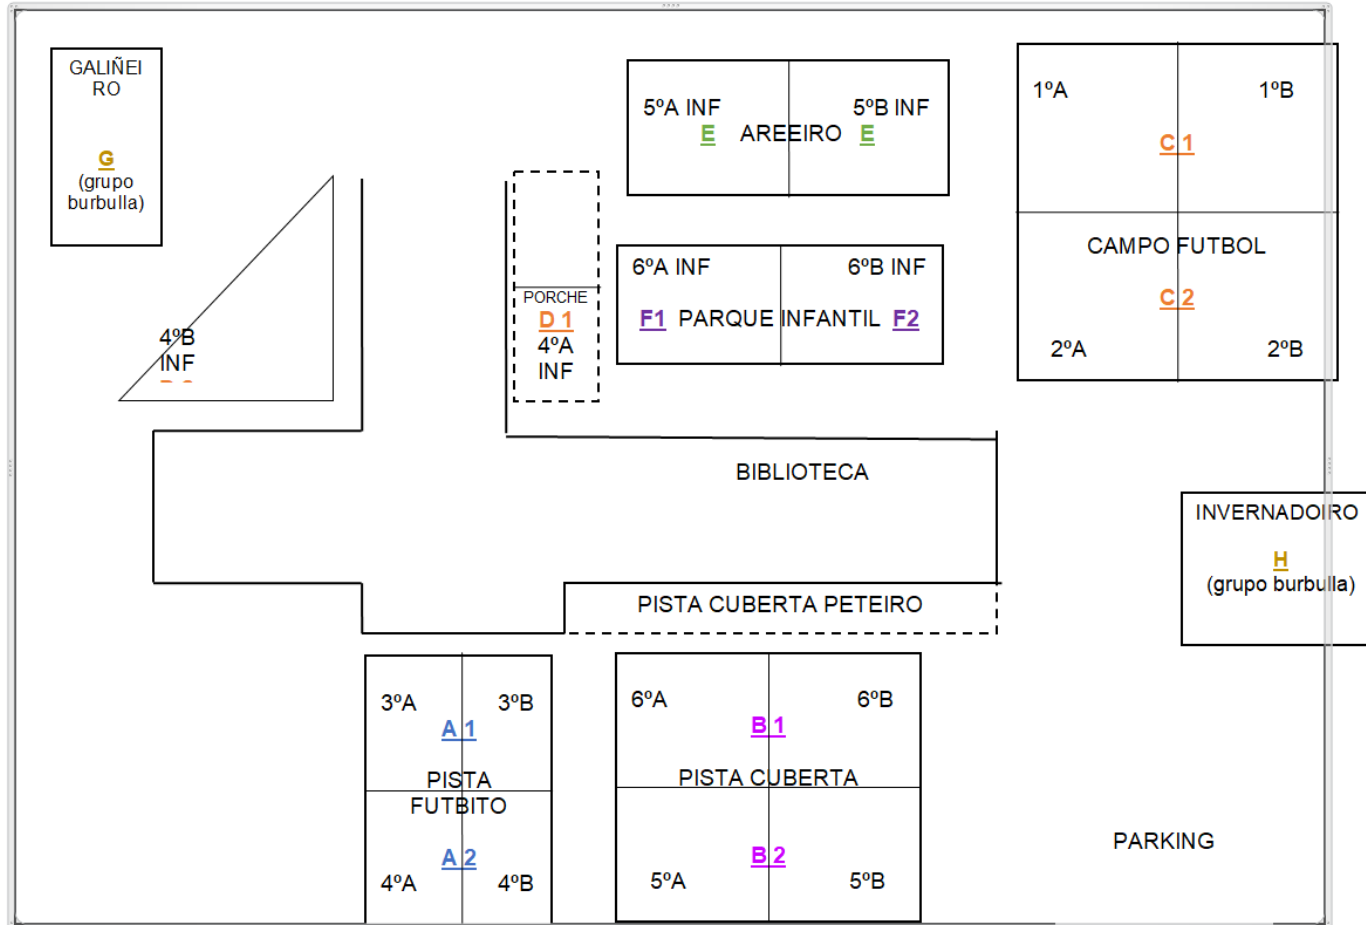 GALIÑEI
RO
G
(grupo
burbulla)
5ºA INF 5ºB INF
E AREEIRO E
1ºA 1ºB
C 1
CAMPO FUTBOL
C 2
2ºA 2ºB
6ºA INF 6ºB INF
F1 PARQUE INFANTIL F2
PORCHE
D 1
4ºA
INF
4ºB
INF
BIBLIOTECA
INVERNADOIRO
H
(grupo burbulla)
PISTA CUBERTA PETEIRO
3ºA 3ºB
A 1
PISTA
FUTBITO
A 2
4ºA 4ºB
6ºA 6ºB
B 1
PISTA CUBERTA
B 2
5ºA 5ºB
PARKING